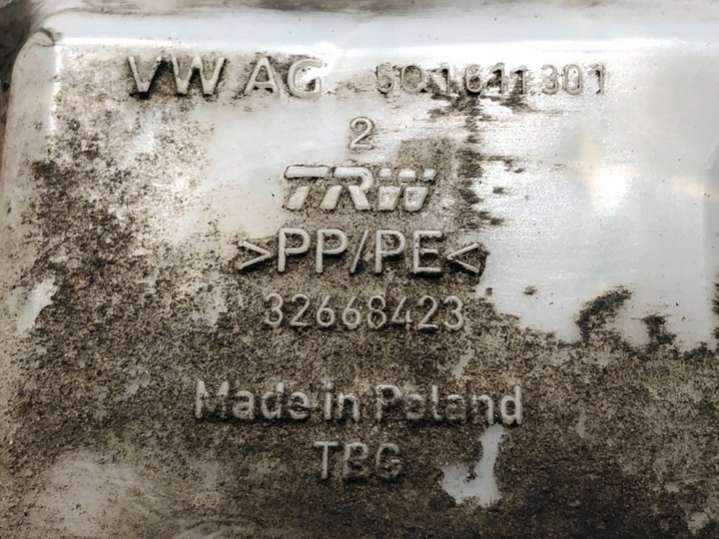 VW AG 6Q1.611.301
2
TRW
>PP/PE<
32668423
Made in Poland
TBG